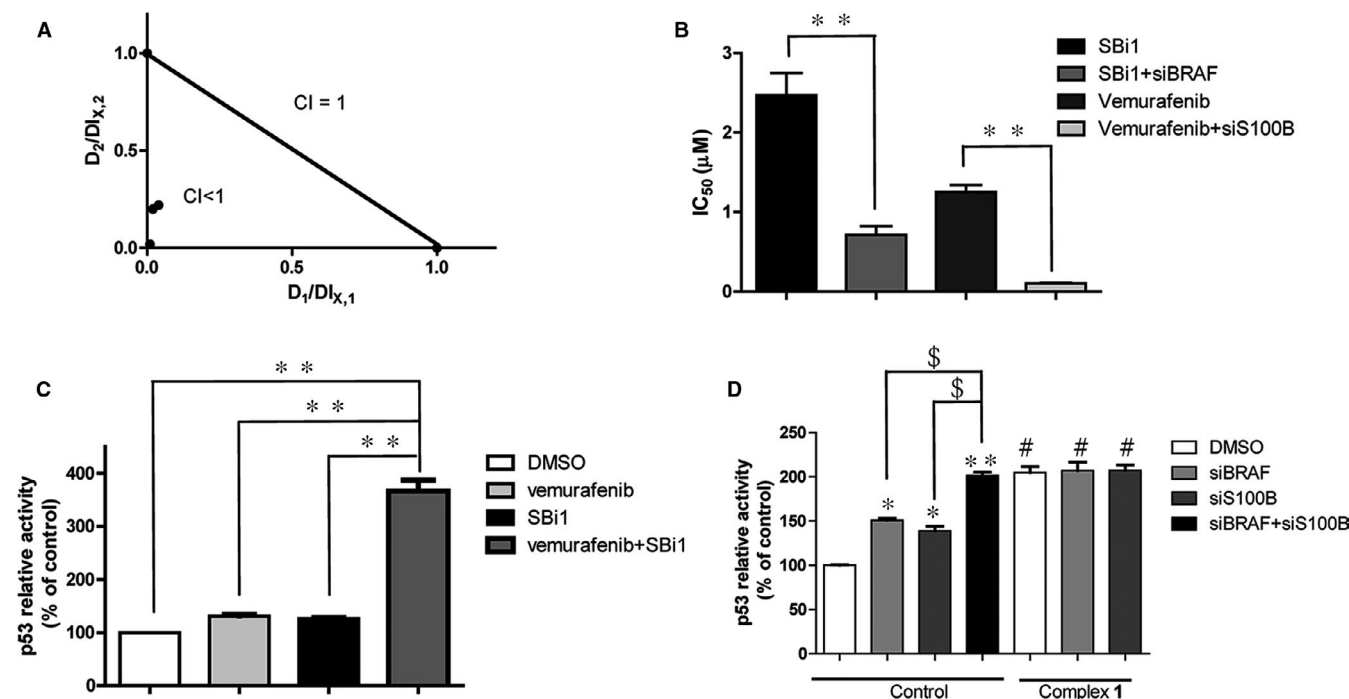 A
1.0
0.5
0.0
D₂/DI_X,2
CI = 1
CI<1
0.0
0.5
1.0
D₁/DI_X,1
B
3
2
1
0
IC₅₀ (μM)
* *
* *
SBi1
SBi1+siBRAF
Vemurafenib
Vemurafenib+siS100B
C
400
300
200
100
0
p53 relative activity
(% of control)
* *
* *
* *
DMSO
vemurafenib
SBi1
vemurafenib+SBi1
D
250
200
150
100
50
0
p53 relative activity
(% of control)
$
$
*
*
**
#
#
#
DMSO
siBRAF
siS100B
siBRAF+siS100B
Control
Complex 1